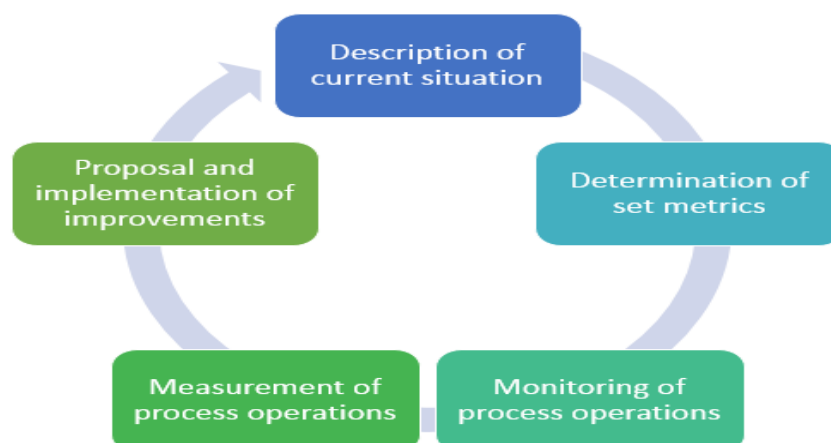 Description of
current situation
Determination of
set metrics
Monitoring of
process operations
Measurement of
process operations
Proposal and
implementation of
improvements